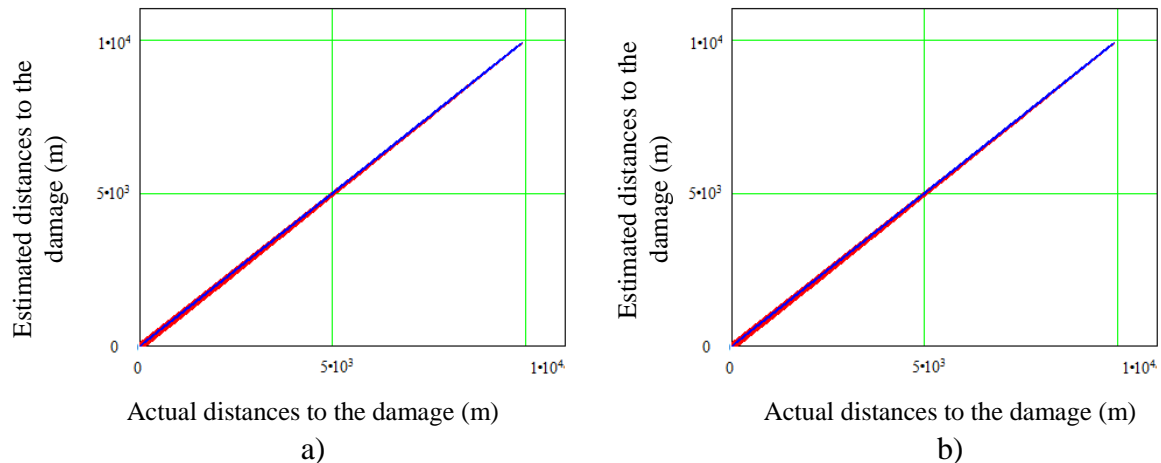 Estimated distances to the
damage (m)
1•10⁴
5•10³
0
0
5•10³
1•10⁴
Actual distances to the damage (m)
a)
Estimated distances to the
damage (m)
1•10⁴
5•10³
0
0
5•10³
1•10⁴
Actual distances to the damage (m)
b)